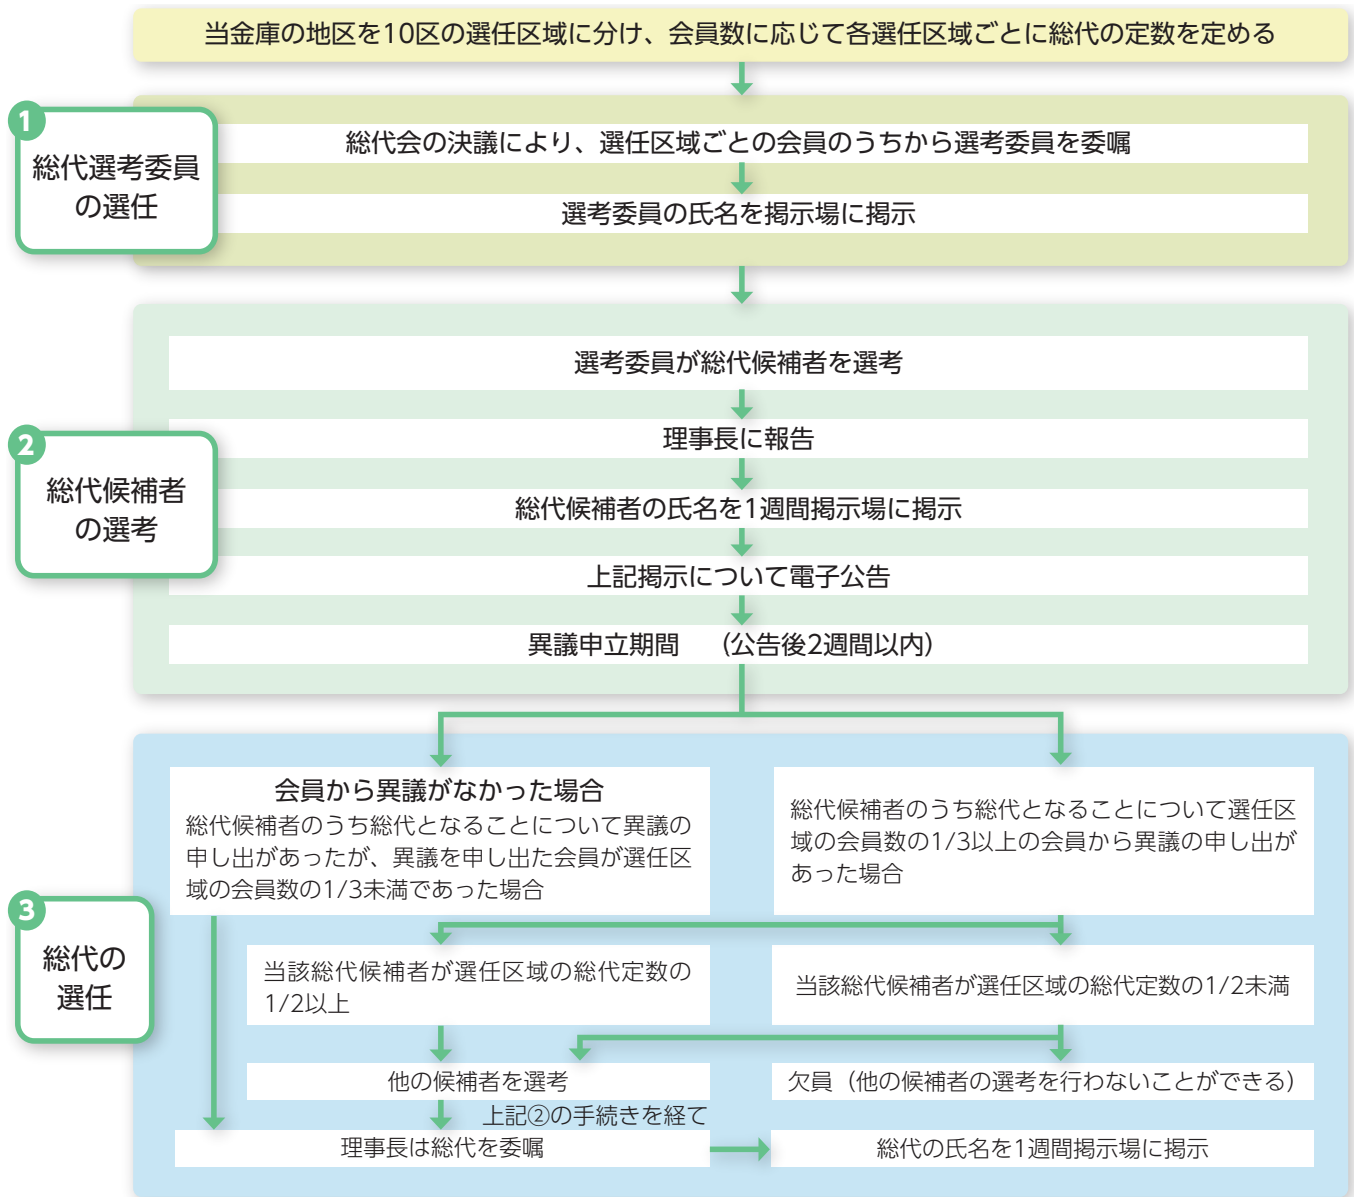 当金庫の地区を10区の選任区域に分け、会員数に応じて各選任区域ごとに総代の定数を定める
1
総代選考委員
の選任
総代会の決議により、選任区域ごとの会員のうちから選考委員を委嘱
選考委員の氏名を掲示場に掲示
2
総代候補者
の選考
選考委員が総代候補者を選考
理事長に報告
総代候補者の氏名を1週間掲示場に掲示
上記掲示について電子公告
異議申立期間　（公告後2週間以内）
3
総代の
選任
会員から異議がなかった場合
総代候補者のうち総代となることについて異議の
申し出があったが、異議を申し出た会員が選任区
域の会員数の1/3未満であった場合
総代候補者のうち総代となることについて選任区
域の会員数の1/3以上の会員から異議の申し出が
あった場合
当該総代候補者が選任区域の総代定数の
1/2以上
当該総代候補者が選任区域の総代定数の1/2未満
他の候補者を選考
欠員（他の候補者の選考を行わないことができる）
上記②の手続きを経て
理事長は総代を委嘱
総代の氏名を1週間掲示場に掲示